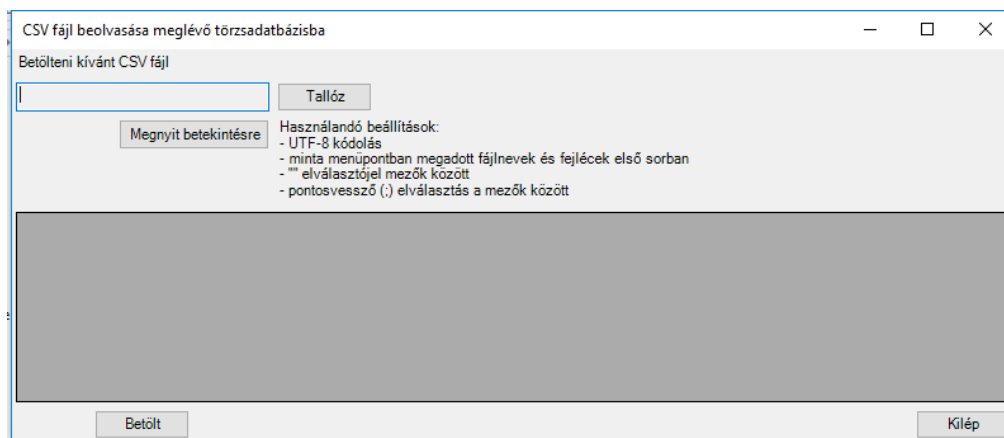 CSV fájl beolvasása meglévő törzsadatbázisba
Betölteni kívánt CSV fájl
Tallóz
Megnyit betekintésre
Használandó beállítások:
- UTF-8 kódolás
- minta menüpontban megadott fájlnevek és fejlécek első sorban
- "" elválasztójel mezők között
- pontosvessző (;) elválasztás a mezők között
Betölt
Kilép